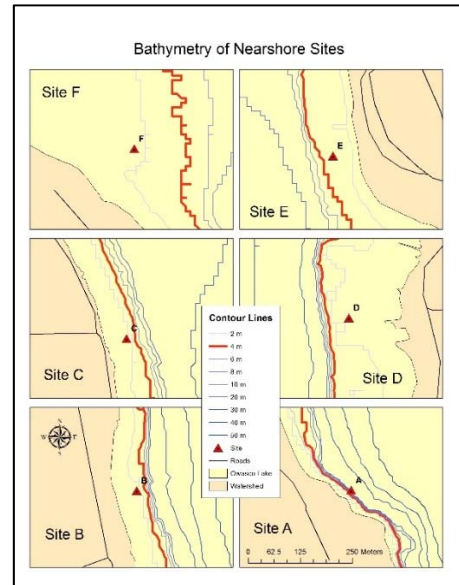 Bathymetry of Nearshore Sites
Site F
F
E
Site E
C
Site C
D
Site D
Contour Lines
2 m
4 m
6 m
8 m
10 m
20 m
30 m
40 m
50 m
Site
Roads
Owasco Lake
Watershed
N
W
E
S
B
Site B
A
Site A
0 62.5 125 250 Meters